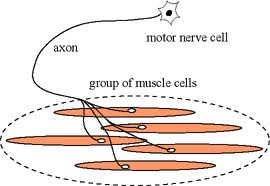 motor nerve cell
axon
group of muscle cells